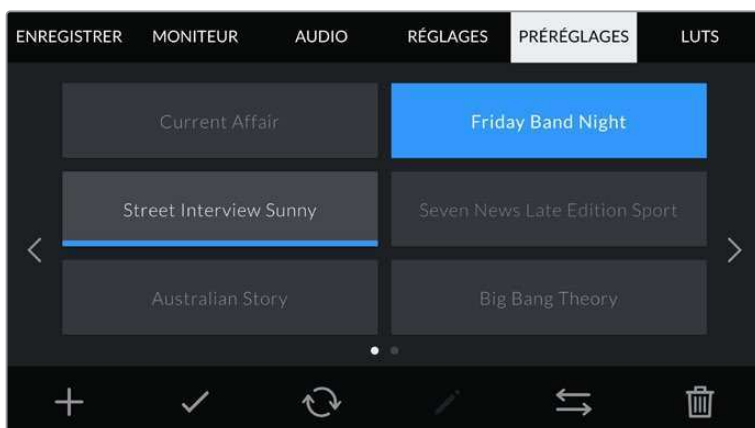 ENREGISTRER MONITEUR AUDIO RÉGLAGES PRÉRÉGLAGES LUTS
Current Affair Friday Band Night
Street Interview Sunny Seven News Late Edition Sport
Australian Story Big Bang Theory